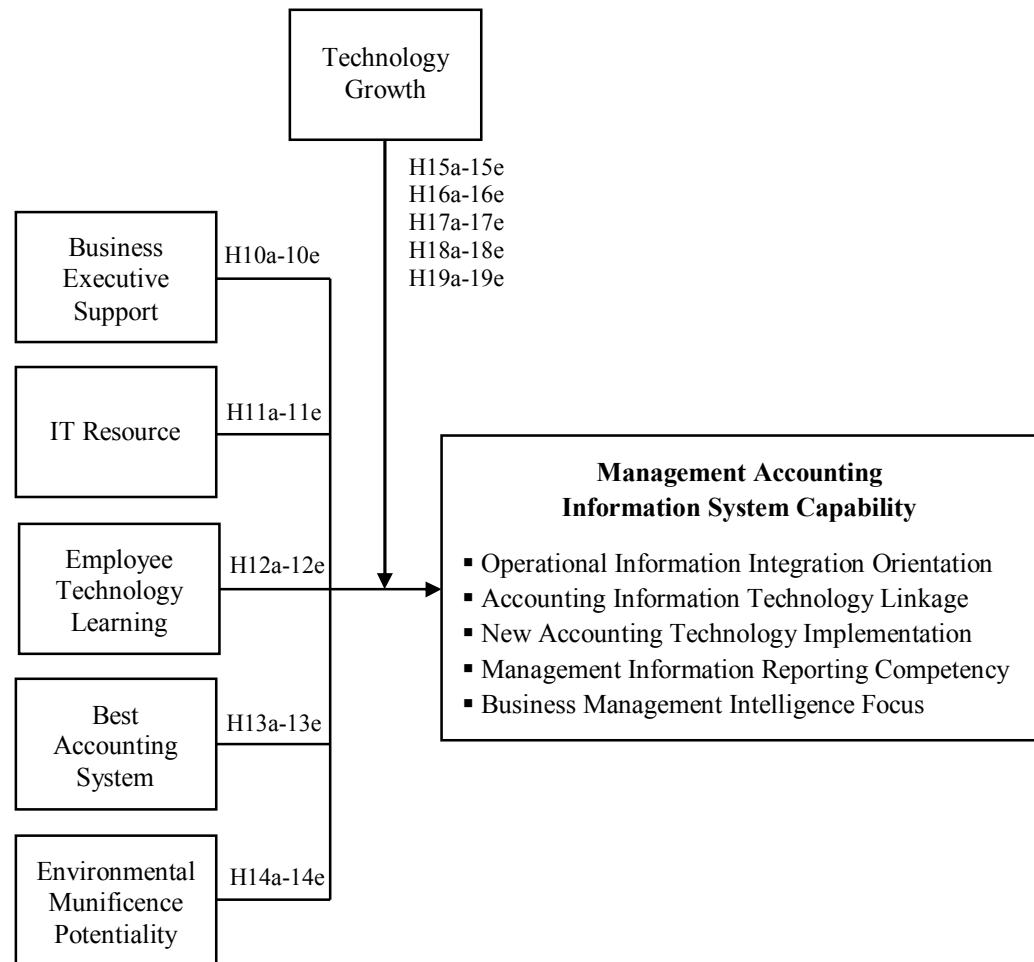 Technology
Growth
H15a-15e
H16a-16e
H17a-17e
H18a-18e
H19a-19e
Business
Executive
Support
H10a-10e
IT Resource
H11a-11e
Employee
Technology
Learning
H12a-12e
Best
Accounting
System
H13a-13e
Environmental
Munificence
Potentiality
H14a-14e
Management Accounting
Information System Capability
▪ Operational Information Integration Orientation
▪ Accounting Information Technology Linkage
▪ New Accounting Technology Implementation
▪ Management Information Reporting Competency
▪ Business Management Intelligence Focus